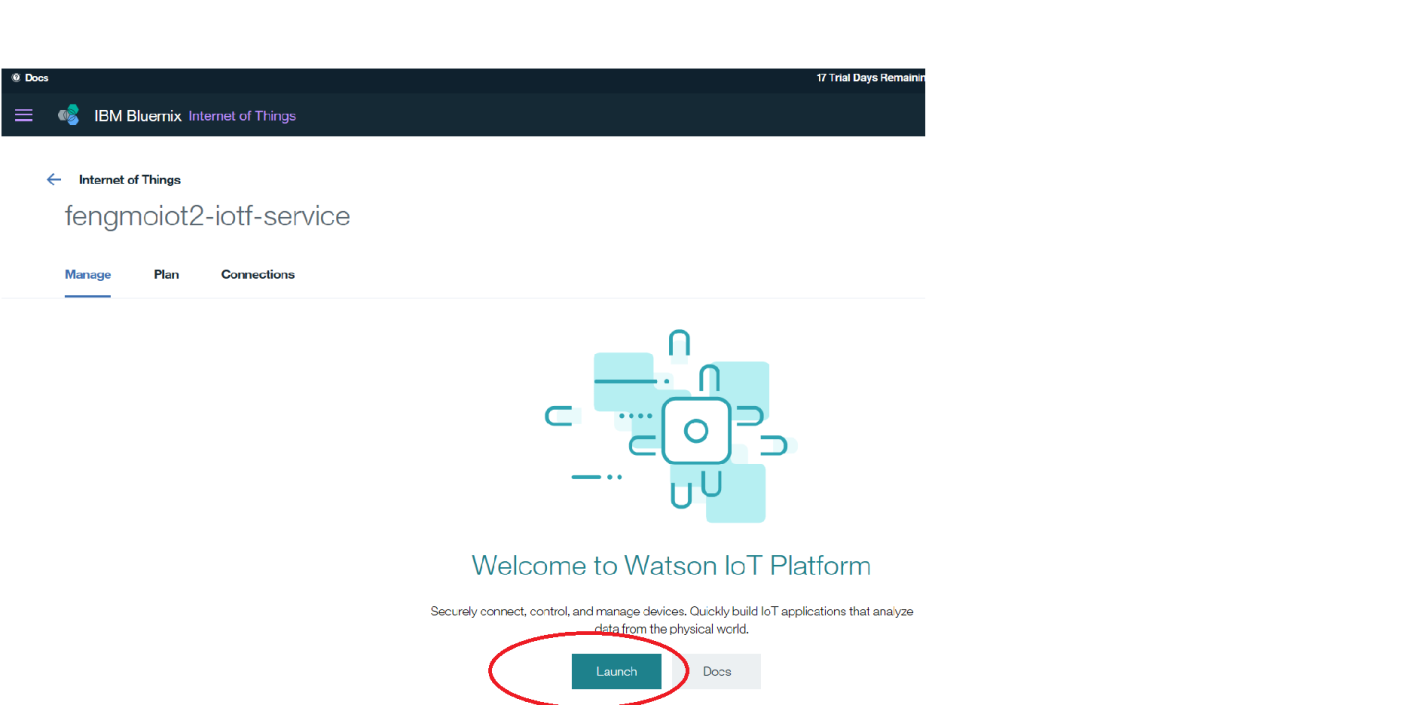 Docs
17 Trial Days Remainin
IBM Bluemix Internet of Things
Internet of Things
fengmoiot2-iotf-service
Manage Plan Connections
Welcome to Watson IoT Platform
Securely connect, control, and manage devices. Quickly build IoT applications that analyze
data from the physical world.
Launch Docs